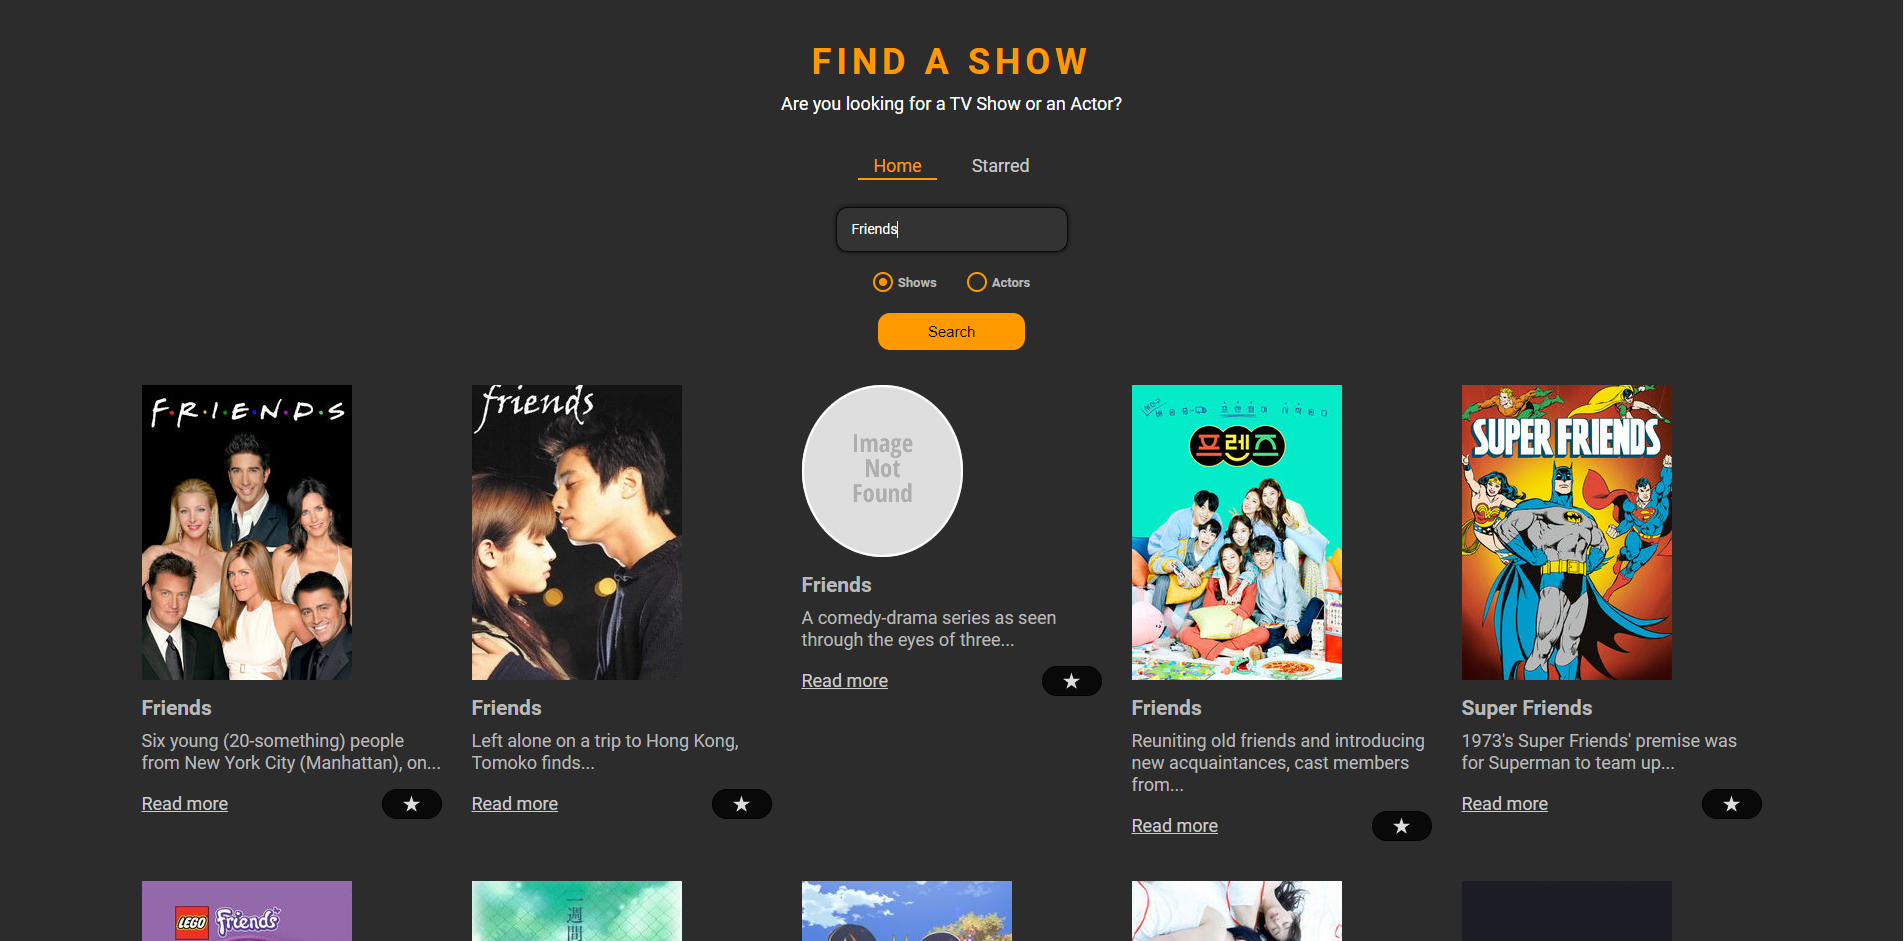 FIND A SHOW
Are you looking for a TV Show or an Actor?
Home
Starred
Friends
Shows
Actors
Search
F·R·I·E·N·D·S
friends
Image
Not
Found
프렌즈
SUPER FRIENDS
Friends
Six young (20-something) people
from New York City (Manhattan), on...
Read more
Friends
Left alone on a trip to Hong Kong,
Tomoko finds...
Read more
Friends
A comedy-drama series as seen
through the eyes of three...
Read more
Friends
Reuniting old friends and introducing
new acquaintances, cast members
from...
Read more
Super Friends
1973's Super Friends' premise was
for Superman to team up...
Read more
LEGO Friends
一週間